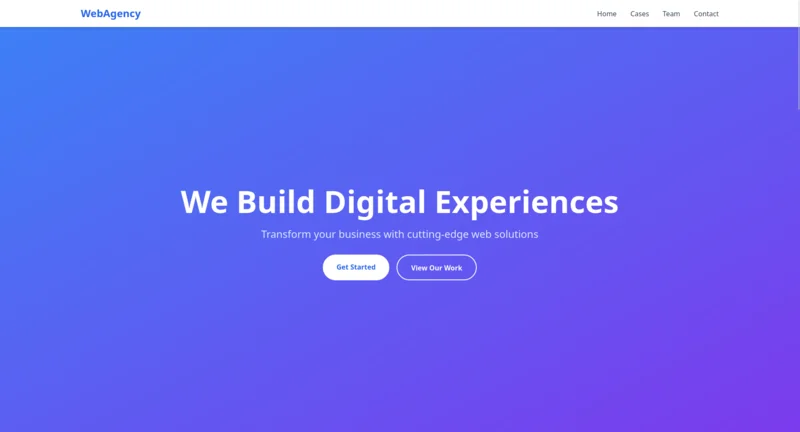 WebAgency
Home Cases Team Contact
We Build Digital Experiences
Transform your business with cutting-edge web solutions
Get Started
View Our Work